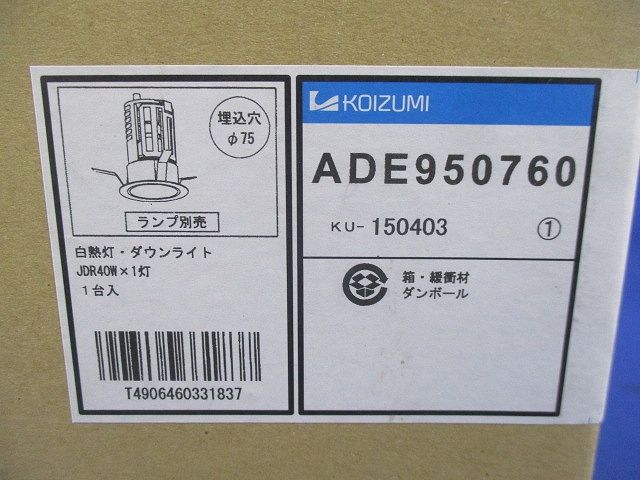 埋込穴
φ75
ランプ別売
白熱灯・ダウンライト
JDR40W×1灯
1台入
T4906460331837
KOIZUMI
ADE950760
KU-150403
①
箱・緩衝材
ダンボール